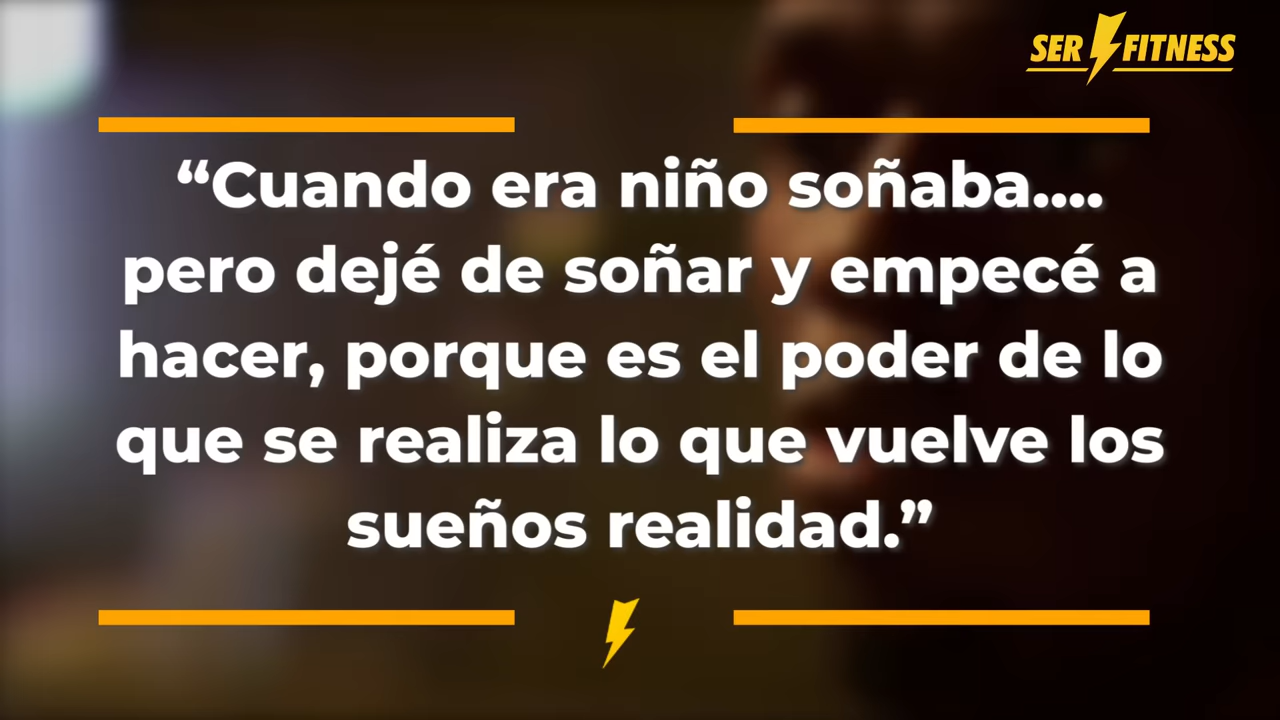 SER FITNESS
“Cuando era niño soñaba....
pero dejé de soñar y empecé a
hacer, porque es el poder de lo
que se realiza lo que vuelve los
sueños realidad.”